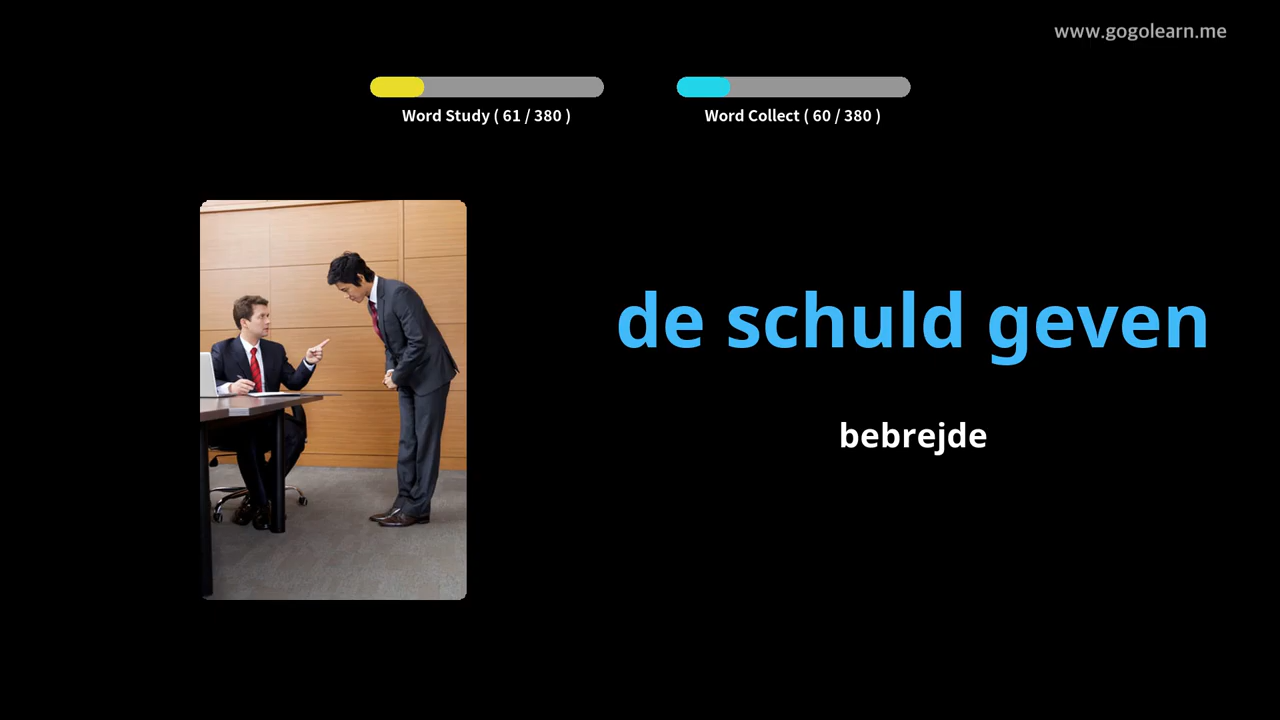 www.gogolearn.me
Word Study ( 61 / 380 )
Word Collect ( 60 / 380 )
de schuld geven
bebrejde